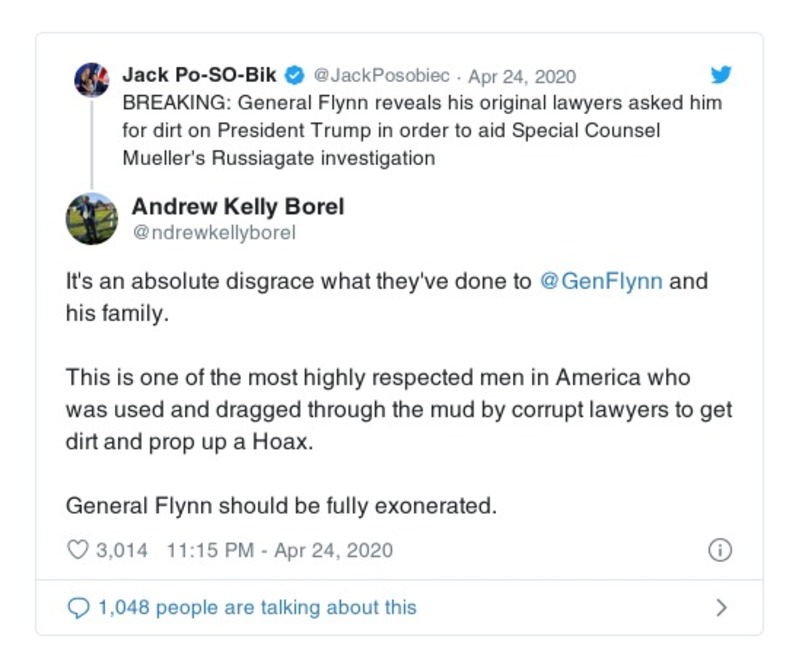 Jack Po-SO-Bik @JackPosobiec · Apr 24, 2020
BREAKING: General Flynn reveals his original lawyers asked him
for dirt on President Trump in order to aid Special Counsel
Mueller's Russiagate investigation
Andrew Kelly Borel
@ndrewkellyborel
It's an absolute disgrace what they've done to @GenFlynn and
his family.
This is one of the most highly respected men in America who
was used and dragged through the mud by corrupt lawyers to get
dirt and prop up a Hoax.
General Flynn should be fully exonerated.
3,014 11:15 PM - Apr 24, 2020
1,048 people are talking about this